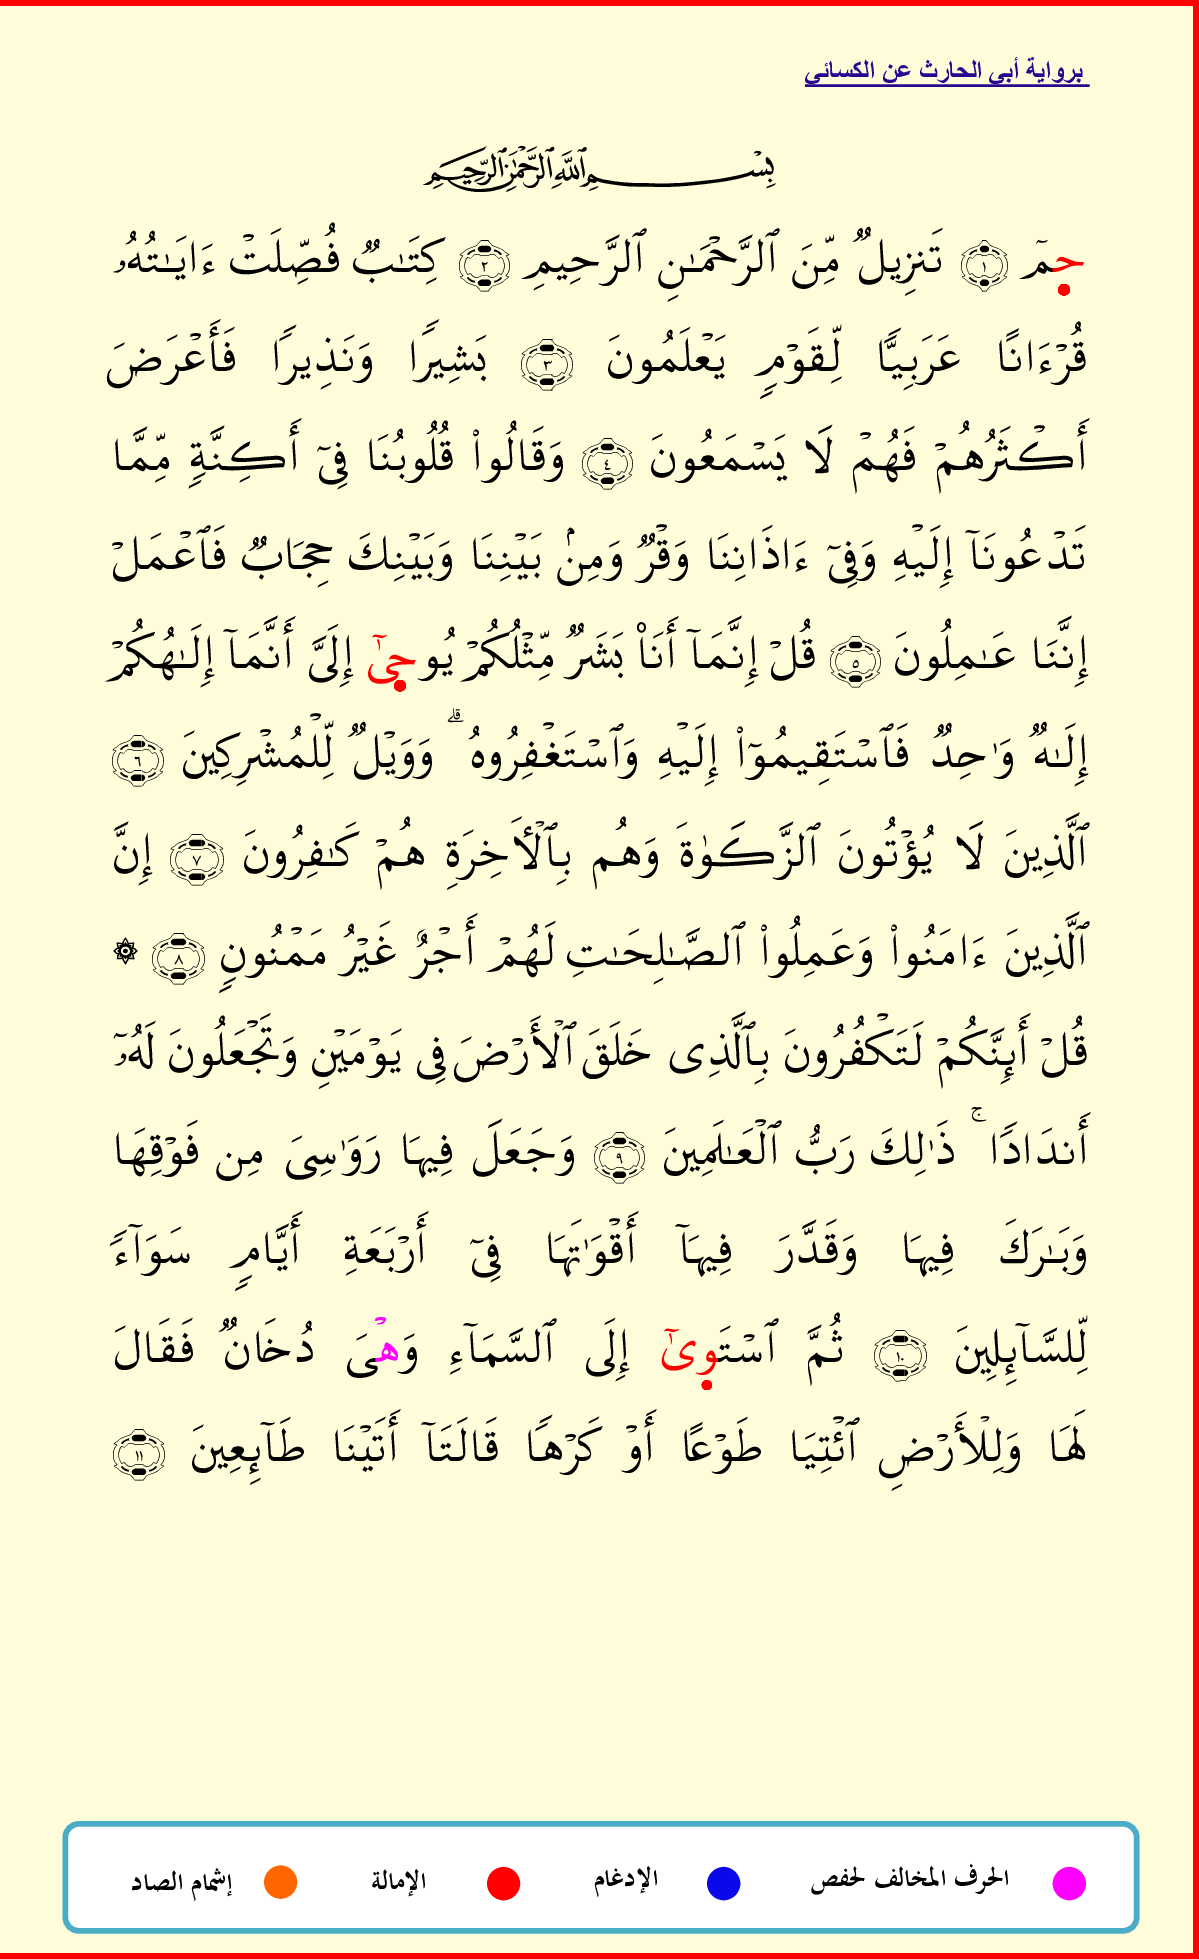 برواية أبي الحارث عن الكسائي
بِسْمِ ٱللَّهِ ٱلرَّحْمَٰنِ ٱلرَّحِيمِ
حمٓ ١ تَنزِيلٌ مِّنَ ٱلرَّحْمَٰنِ ٱلرَّحِيمِ ٢ كِتَٰبٌ فُصِّلَتْ ءَايَٰتُهُۥ
قُرْءَانًا عَرَبِيًّا لِّقَوْمٍ يَعْلَمُونَ ٣ بَشِيرًا وَنَذِيرًا فَأَعْرَضَ
أَكْثَرُهُمْ فَهُمْ لَا يَسْمَعُونَ ٤ وَقَالُوا۟ قُلُوبُنَا فِىٓ أَكِنَّةٍ مِّمَّا
تَدْعُونَآ إِلَيْهِ وَفِىٓ ءَاذَانِنَا وَقْرٌ وَمِنۢ بَيْنِنَا وَبَيْنِكَ حِجَابٌ فَٱعْمَلْ
إِنَّنَا عَٰمِلُونَ ٥ قُلْ إِنَّمَآ أَنَا۠ بَشَرٌ مِّثْلُكُمْ يُوحِىٰٓ إِلَىَّ أَنَّمَآ إِلَٰهُكُمْ
إِلَٰهٌ وَٰحِدٌ فَٱسْتَقِيمُوٓا۟ إِلَيْهِ وَٱسْتَغْفِرُوهُ ۗ وَوَيْلٌ لِّلْمُشْرِكِينَ ٦
ٱلَّذِينَ لَا يُؤْتُونَ ٱلزَّكَوٰةَ وَهُم بِٱلْأَخِرَةِ هُمْ كَٰفِرُونَ ٧ إِنَّ
ٱلَّذِينَ ءَامَنُوا۟ وَعَمِلُوا۟ ٱلصَّٰلِحَٰتِ لَهُمْ أَجْرٌ غَيْرُ مَمْنُونٍ ٨ ۞
قُلْ أَئِنَّكُمْ لَتَكْفُرُونَ بِٱلَّذِى خَلَقَ ٱلْأَرْضَ فِى يَوْمَيْنِ وَتَجْعَلُونَ لَهُۥٓ
أَندَادًا ۚ ذَٰلِكَ رَبُّ ٱلْعَٰلَمِينَ ٩ وَجَعَلَ فِيهَا رَوَٰسِىَ مِن فَوْقِهَا
وَبَٰرَكَ فِيهَا وَقَدَّرَ فِيهَآ أَقْوَٰتَهَا فِىٓ أَرْبَعَةِ أَيَّامٍ سَوَآءً
لِّلسَّآئِلِينَ ١٠ ثُمَّ ٱسْتَوِىٰٓ إِلَى ٱلسَّمَآءِ وَهْىَ دُخَانٌ فَقَالَ
لَهَا وَلِلْأَرْضِ ٱئْتِيَا طَوْعًا أَوْ كَرْهًا قَالَتَآ أَتَيْنَا طَآئِعِينَ ١١
الحرف المخالف لحفص الإدغام الإمالة إشمام الصاد